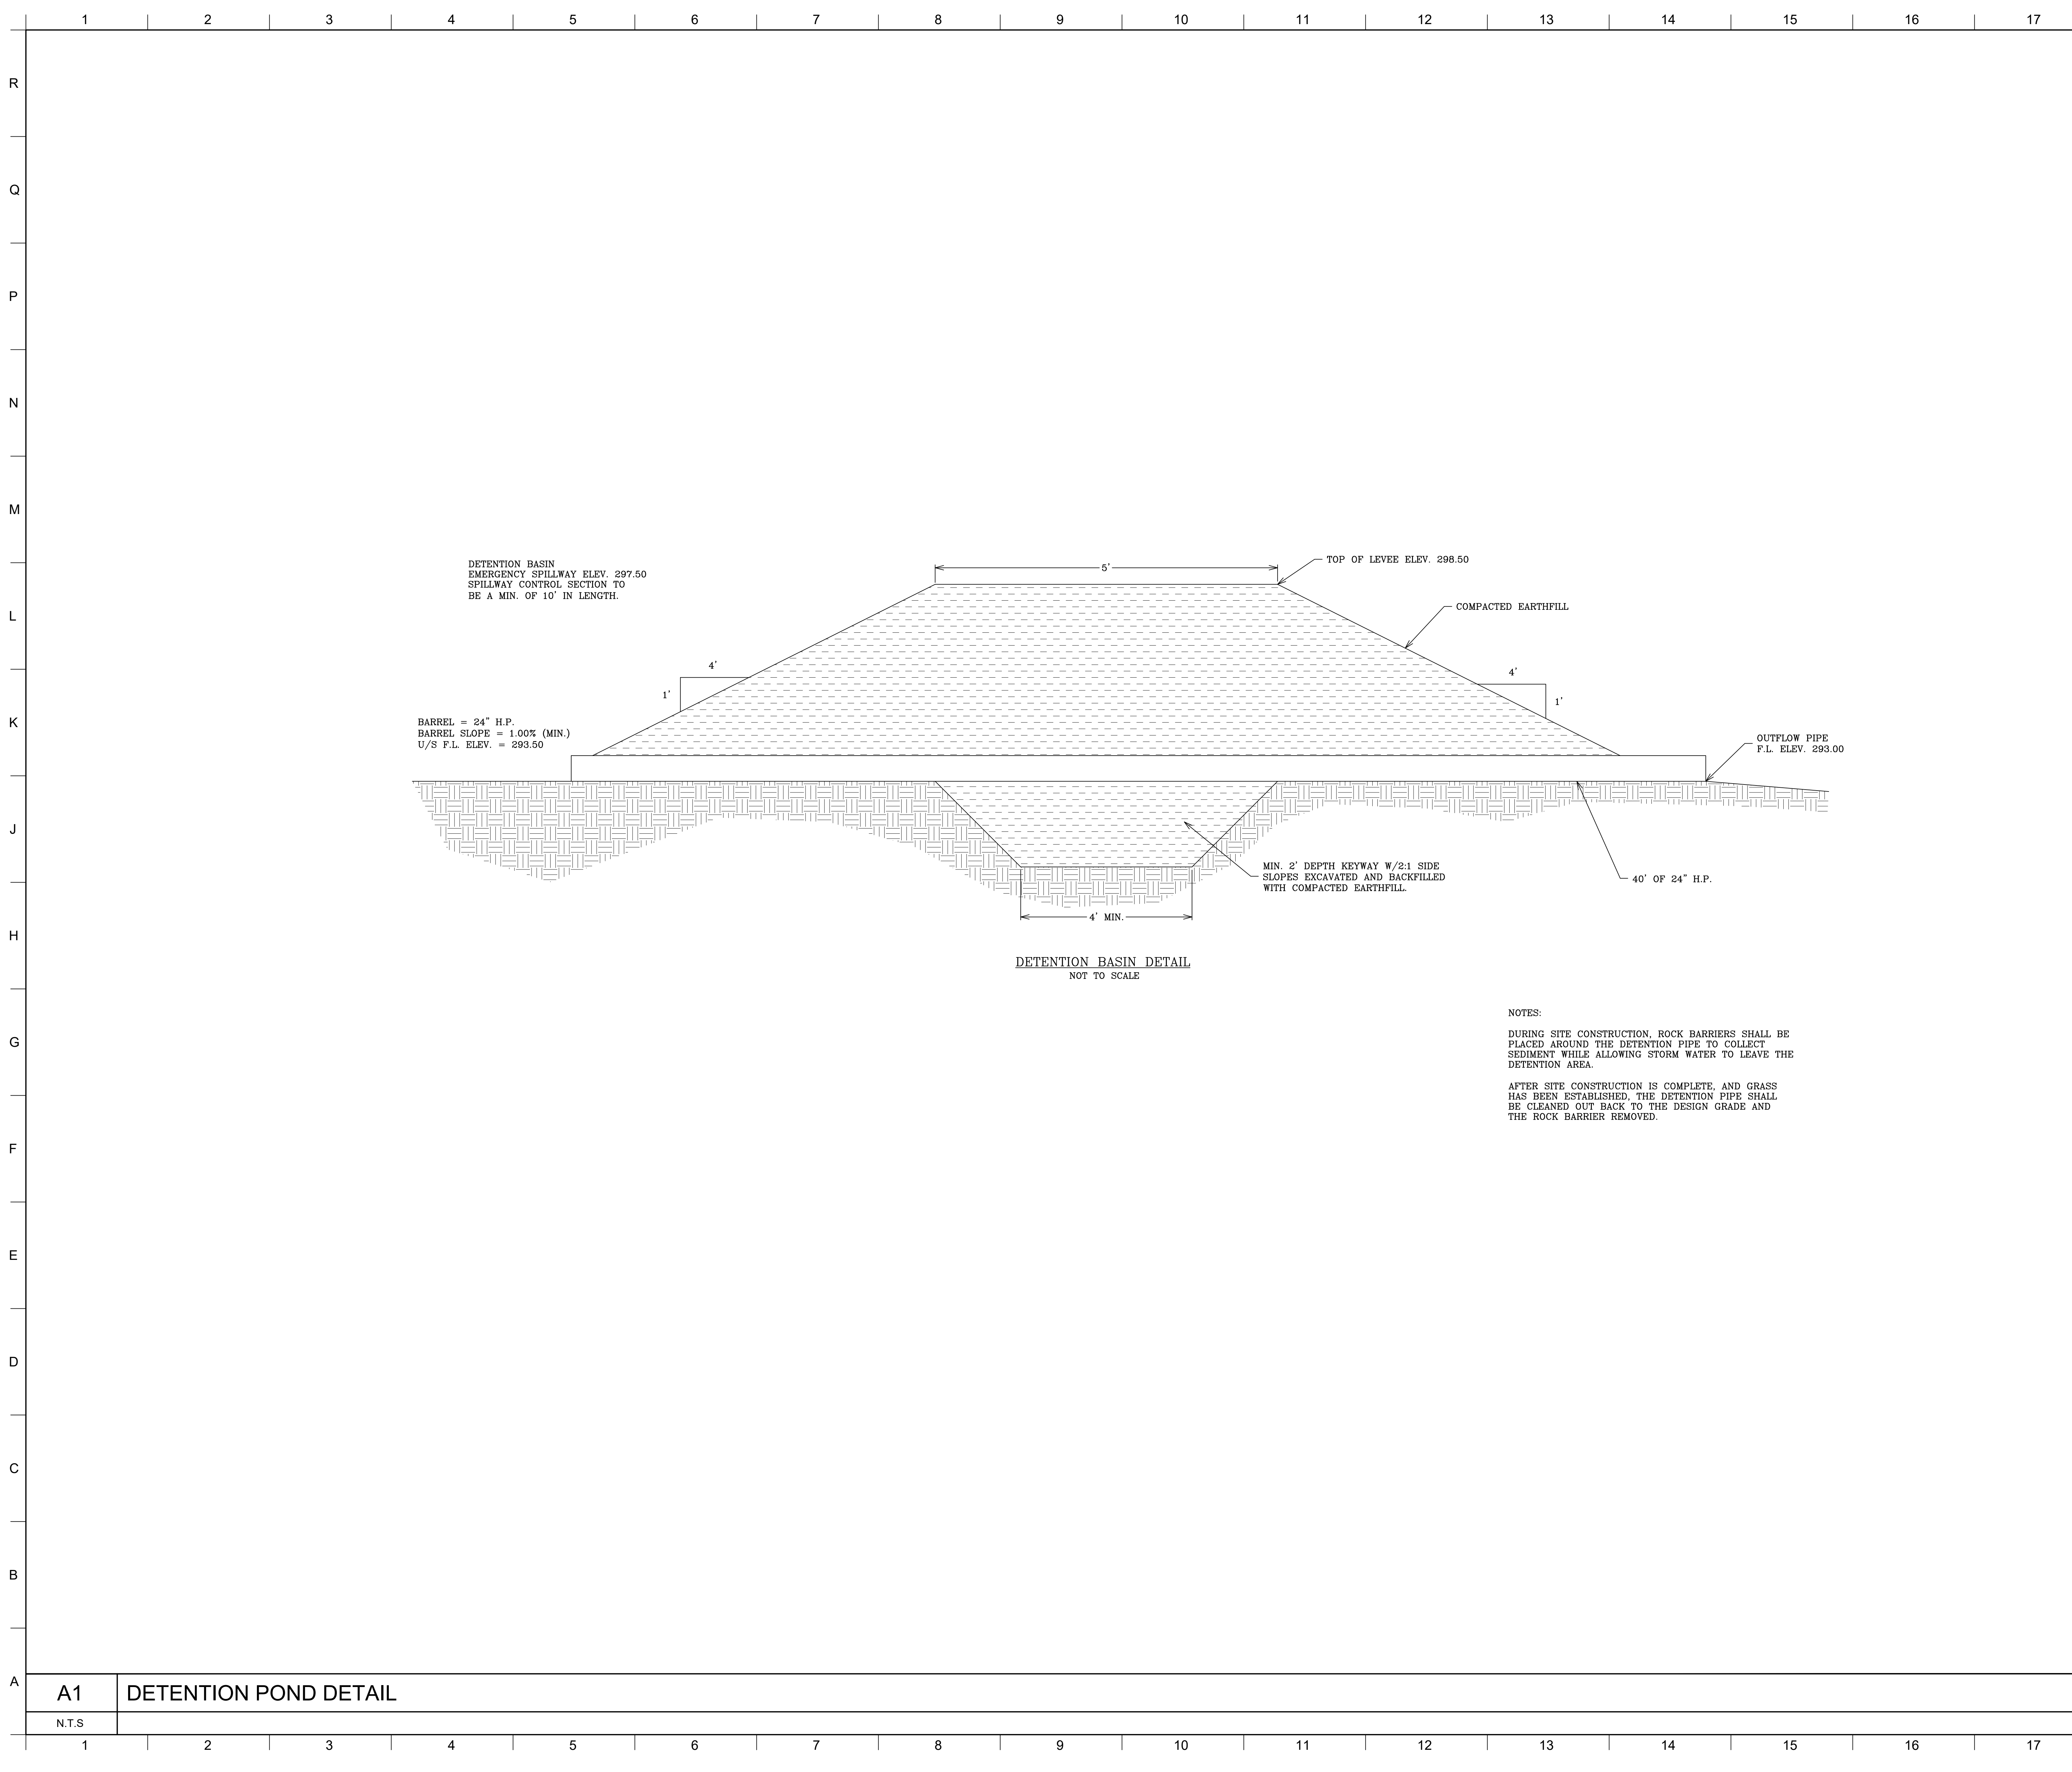 1 2 3 4 5 6 7 8 9 10 11 12 13 14 15 16 17
R
Q
P
N
M
L
K
J
H
G
F
E
D
C
B
A
DETENTION BASIN
EMERGENCY SPILLWAY ELEV. 297.50
SPILLWAY CONTROL SECTION TO
BE A MIN. OF 10' IN LENGTH.
5'
TOP OF LEVEE ELEV. 298.50
COMPACTED EARTHFILL
4'
1'
4'
1'
BARREL = 24" H.P.
BARREL SLOPE = 1.00% (MIN.)
U/S F.L. ELEV. = 293.50
OUTFLOW PIPE
F.L. ELEV. 293.00
MIN. 2' DEPTH KEYWAY W/2:1 SIDE
SLOPES EXCAVATED AND BACKFILLED
WITH COMPACTED EARTHFILL.
40' OF 24" H.P.
4' MIN.
DETENTION BASIN DETAIL
NOT TO SCALE
NOTES:
DURING SITE CONSTRUCTION, ROCK BARRIERS SHALL BE
PLACED AROUND THE DETENTION PIPE TO COLLECT
SEDIMENT WHILE ALLOWING STORM WATER TO LEAVE THE
DETENTION AREA.
AFTER SITE CONSTRUCTION IS COMPLETE, AND GRASS
HAS BEEN ESTABLISHED, THE DETENTION PIPE SHALL
BE CLEANED OUT BACK TO THE DESIGN GRADE AND
THE ROCK BARRIER REMOVED.
A1 DETENTION POND DETAIL
N.T.S
1 2 3 4 5 6 7 8 9 10 11 12 13 14 15 16 17